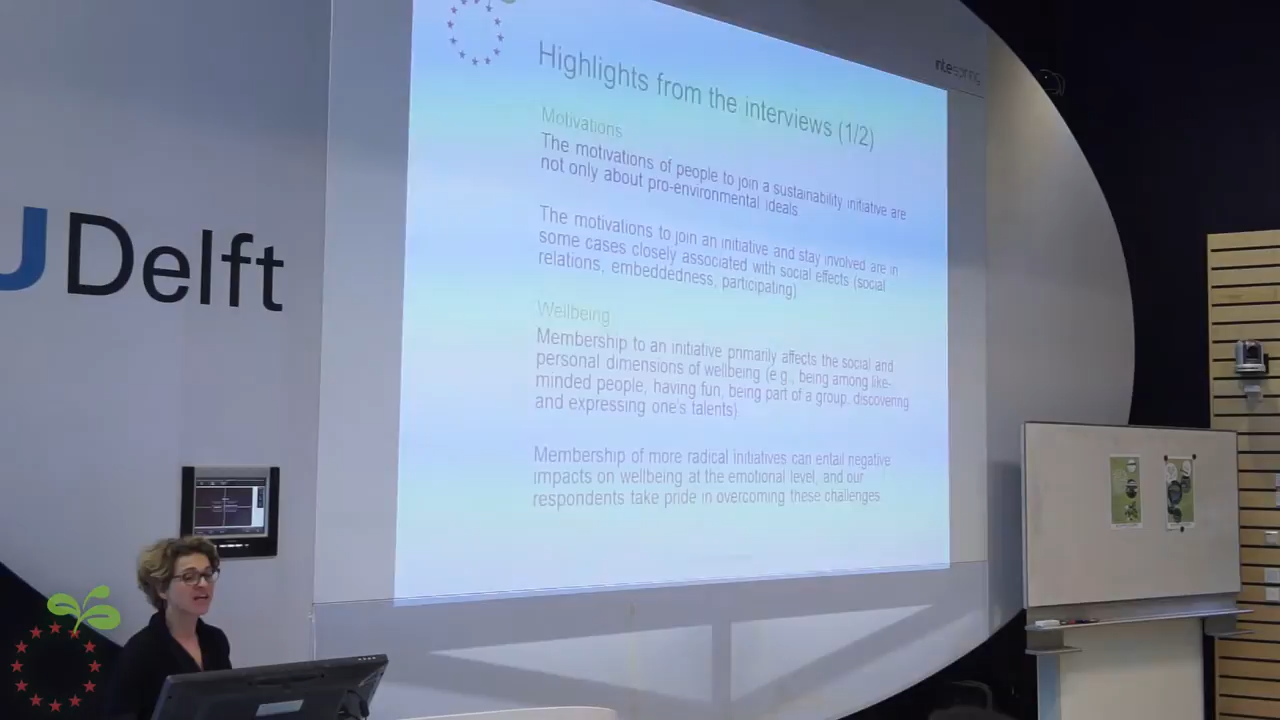 UDelft
intespring
Highlights from the interviews (1/2)
Motivations
The motivations of people to join a sustainability initiative are
not only about pro-environmental ideals
The motivations to join an initiative and stay involved are in
some cases closely associated with social effects (social
relations, embeddedness, participating)
Wellbeing
Membership to an initiative primarily affects the social and
personal dimensions of wellbeing (e.g., being among like-
minded people, having fun, being part of a group, discovering
and expressing one's talents)
Membership of more radical initiatives can entail negative
impacts on wellbeing at the emotional level, and our
respondents take pride in overcoming these challenges